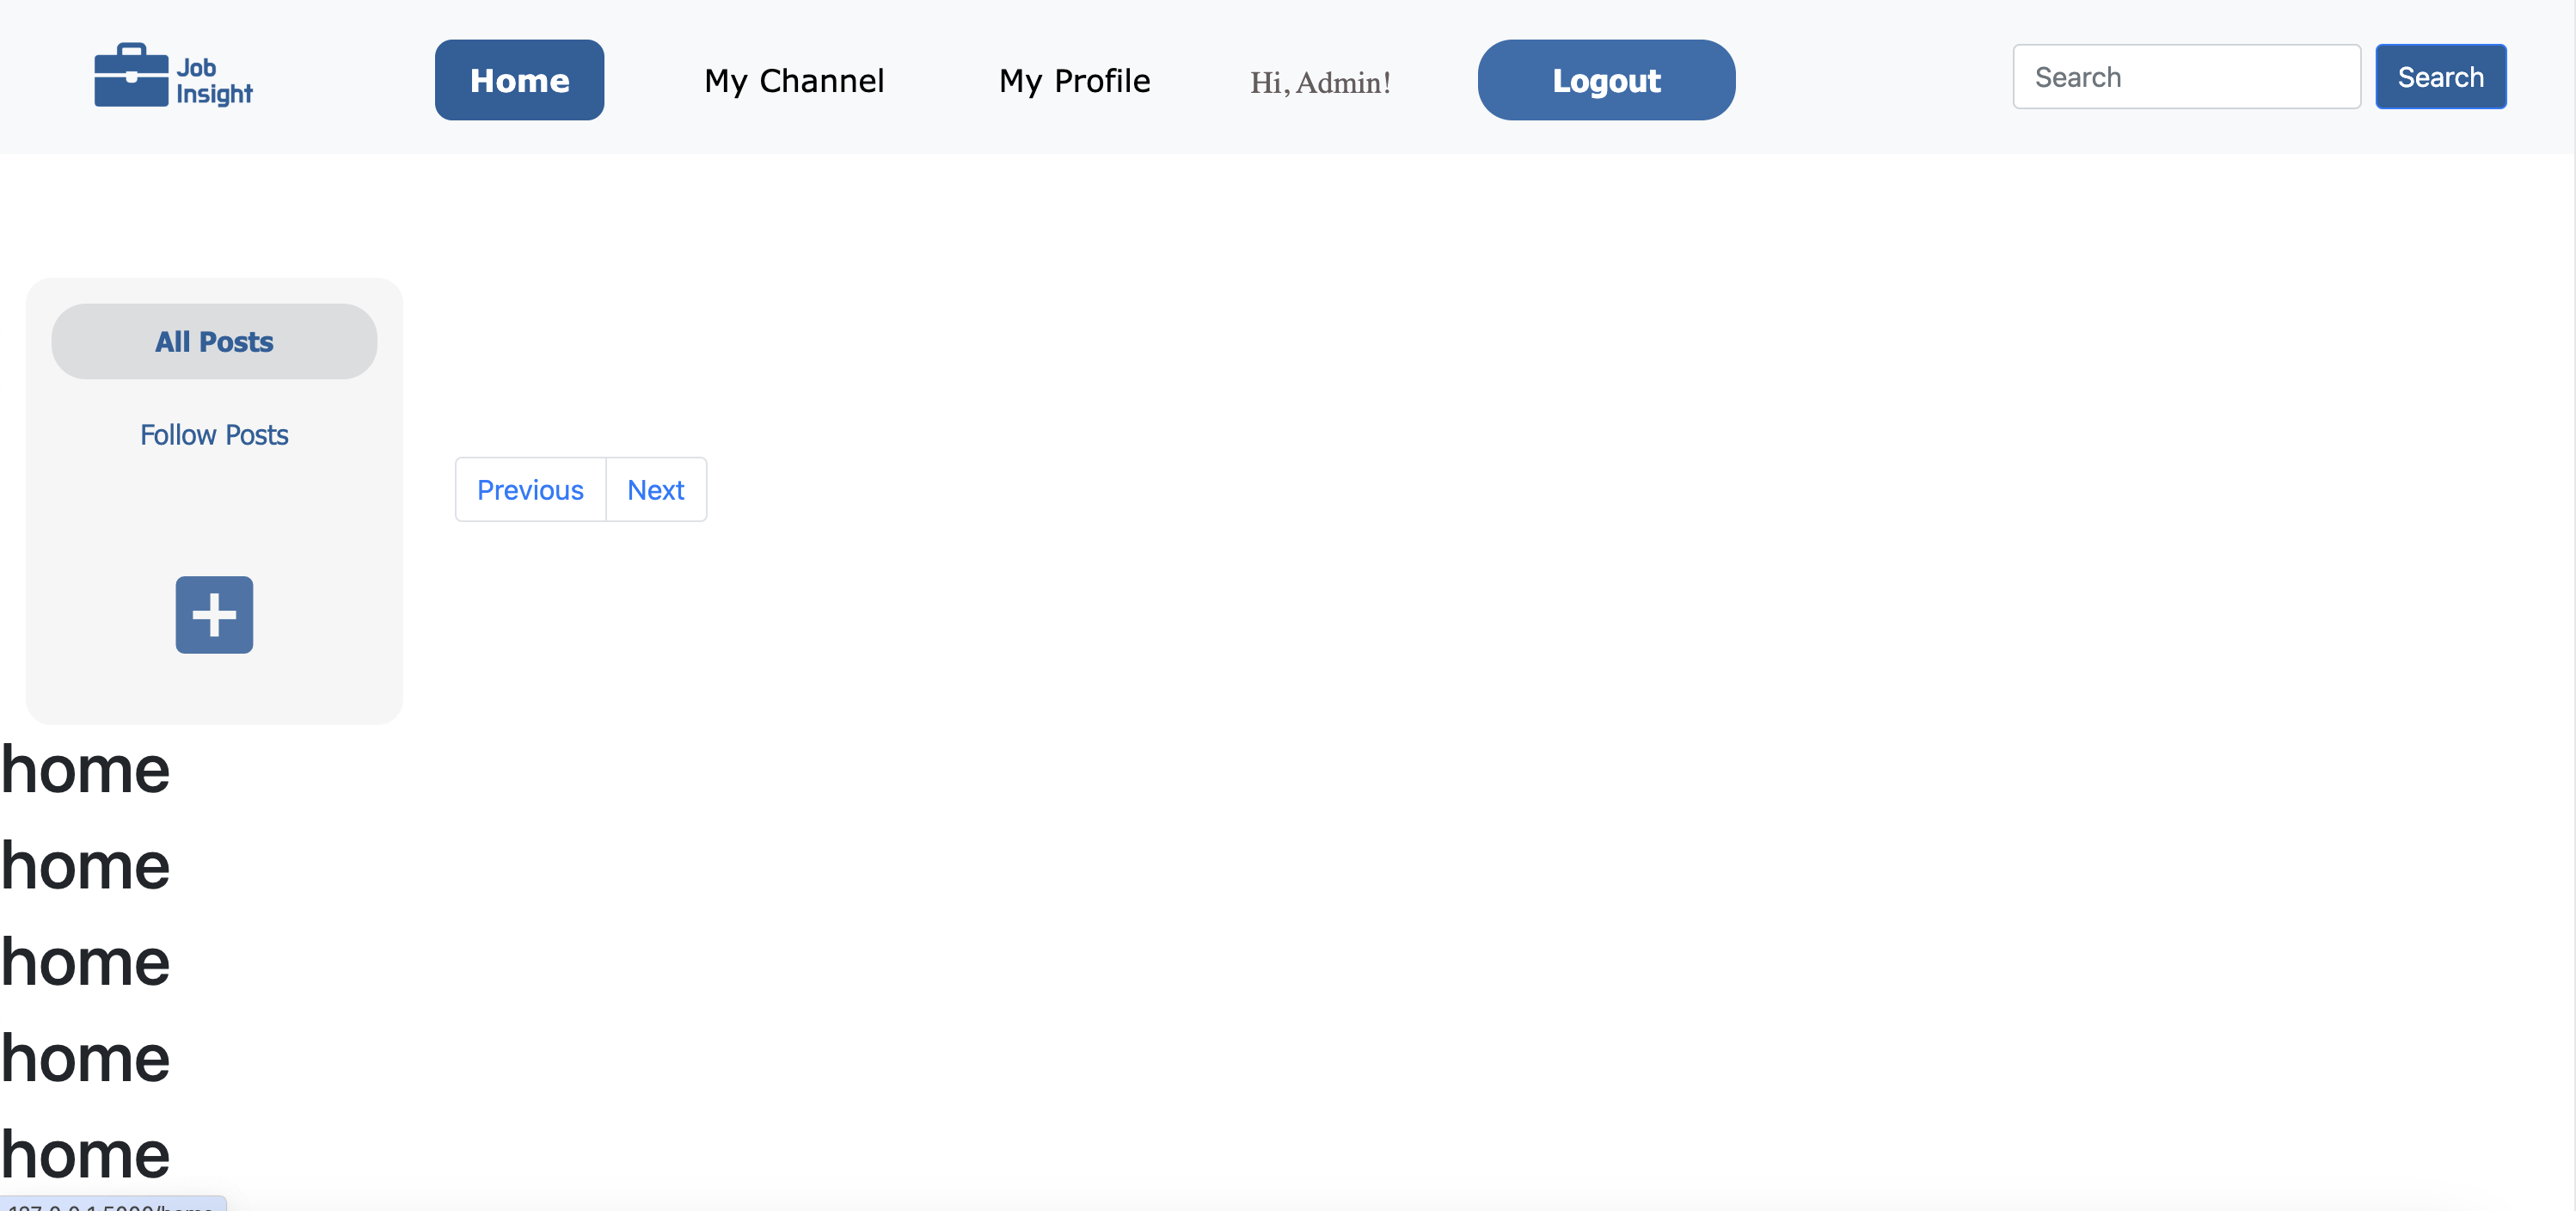 Job
Insight
Home
My Channel
My Profile
Hi, Admin!
Logout
Search
Search
All Posts
Follow Posts
Previous
Next
home
home
home
home
home